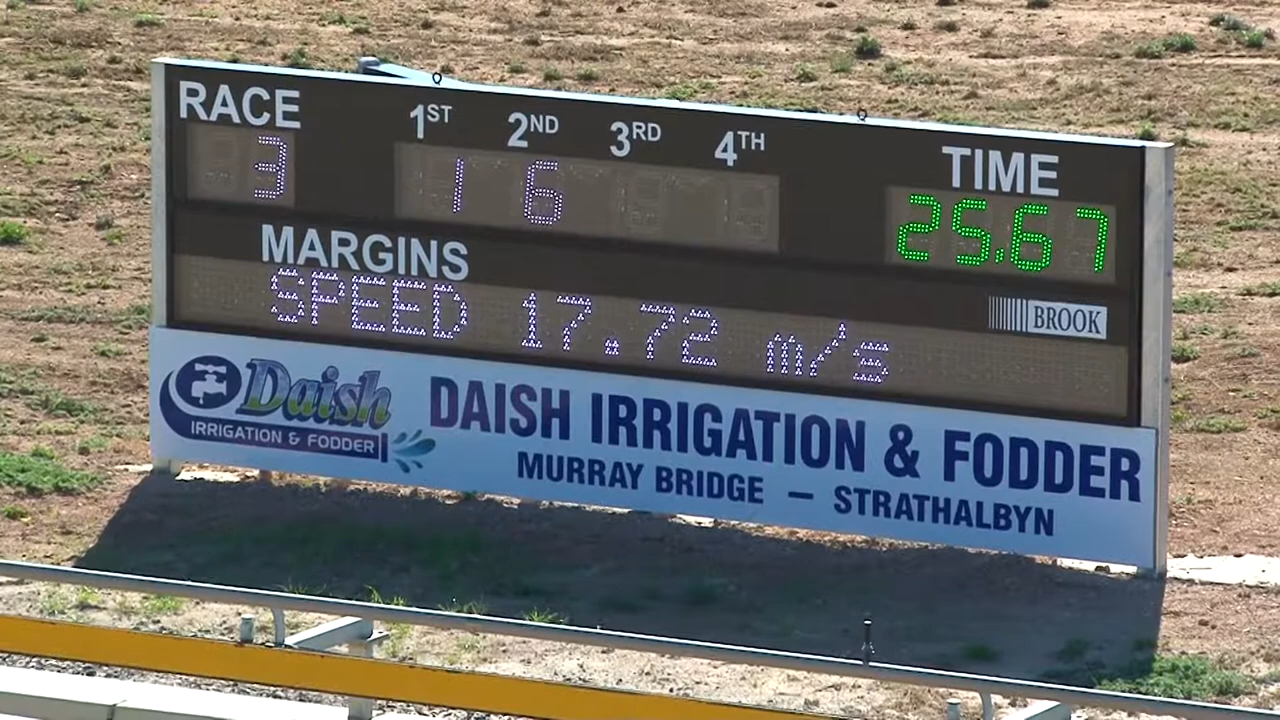 RACE 1ST 2ND 3RD 4TH TIME
3 1 6 25.67
MARGINS
BROOK
SPEED 17.72 m/s
Daish
IRRIGATION & FODDER
DAISH IRRIGATION & FODDER
MURRAY BRIDGE — STRATHALBYN